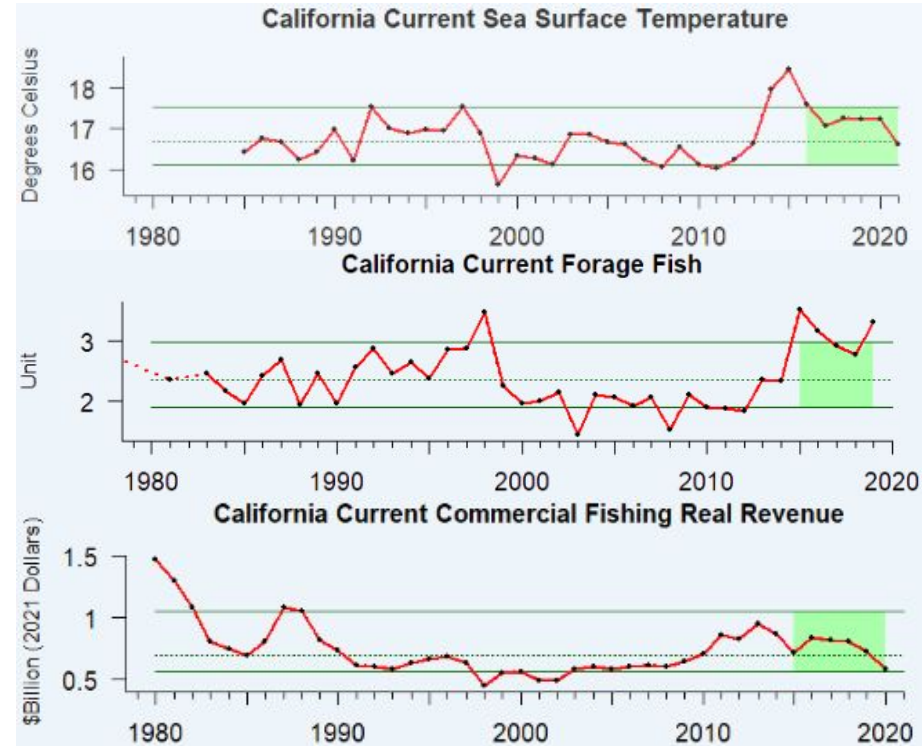 California Current Sea Surface Temperature
Degrees Celsius
18
17
16
1980 1990 2000 2010 2020
California Current Forage Fish
Unit
3
2
1980 1990 2000 2010 2020
California Current Commercial Fishing Real Revenue
$Billion (2021 Dollars)
1.5
1
0.5
1980 1990 2000 2010 2020